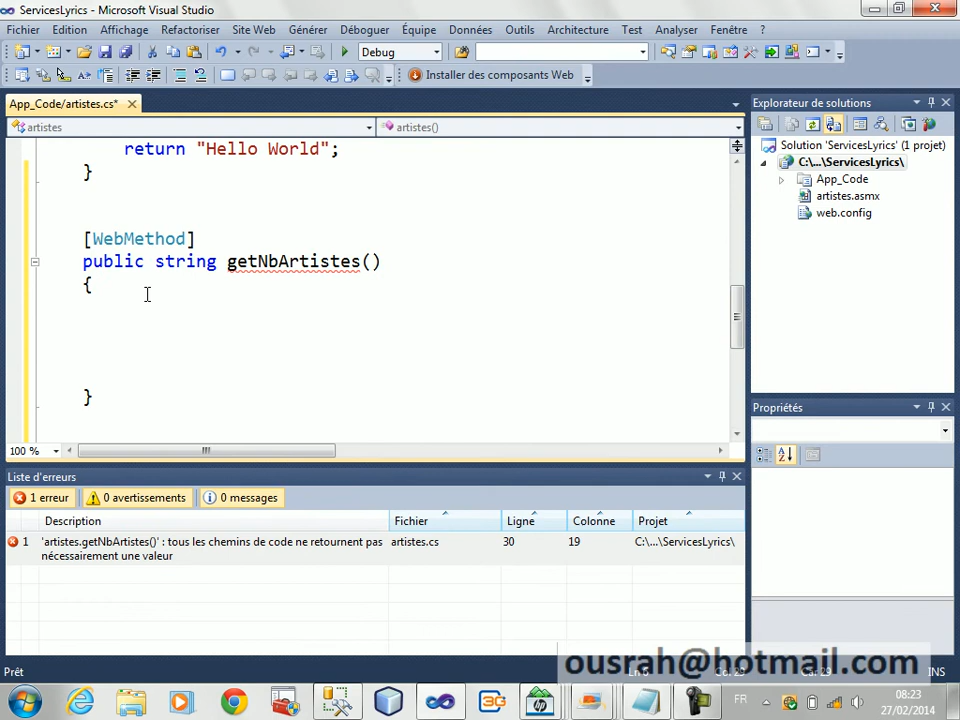 ServicesLyrics - Microsoft Visual Studio
Fichier Edition Affichage Refactoriser Site Web Générer Déboguer Équipe Données Outils Architecture Test Analyser Fenêtre ?
Debug
Installer des composants Web
App_Code/artistes.cs*
artistes
artistes()
return "Hello World";
}
[WebMethod]
public string getNbArtistes()
{
}
100 %
Explorateur de solutions
Solution 'ServicesLyrics' (1 projet)
C:\...\ServicesLyrics\
App_Code
artistes.asmx
web.config
Propriétés
Liste d'erreurs
1 erreur 0 avertissements 0 messages
Description Fichier Ligne Colonne Projet
1 'artistes.getNbArtistes()' : tous les chemins de code ne retournent pas nécessairement une valeur artistes.cs 30 19 C:\...\ServicesLyrics\
ousrah@hotmail.com
Prêt
INS
FR
08:23
27/02/2014